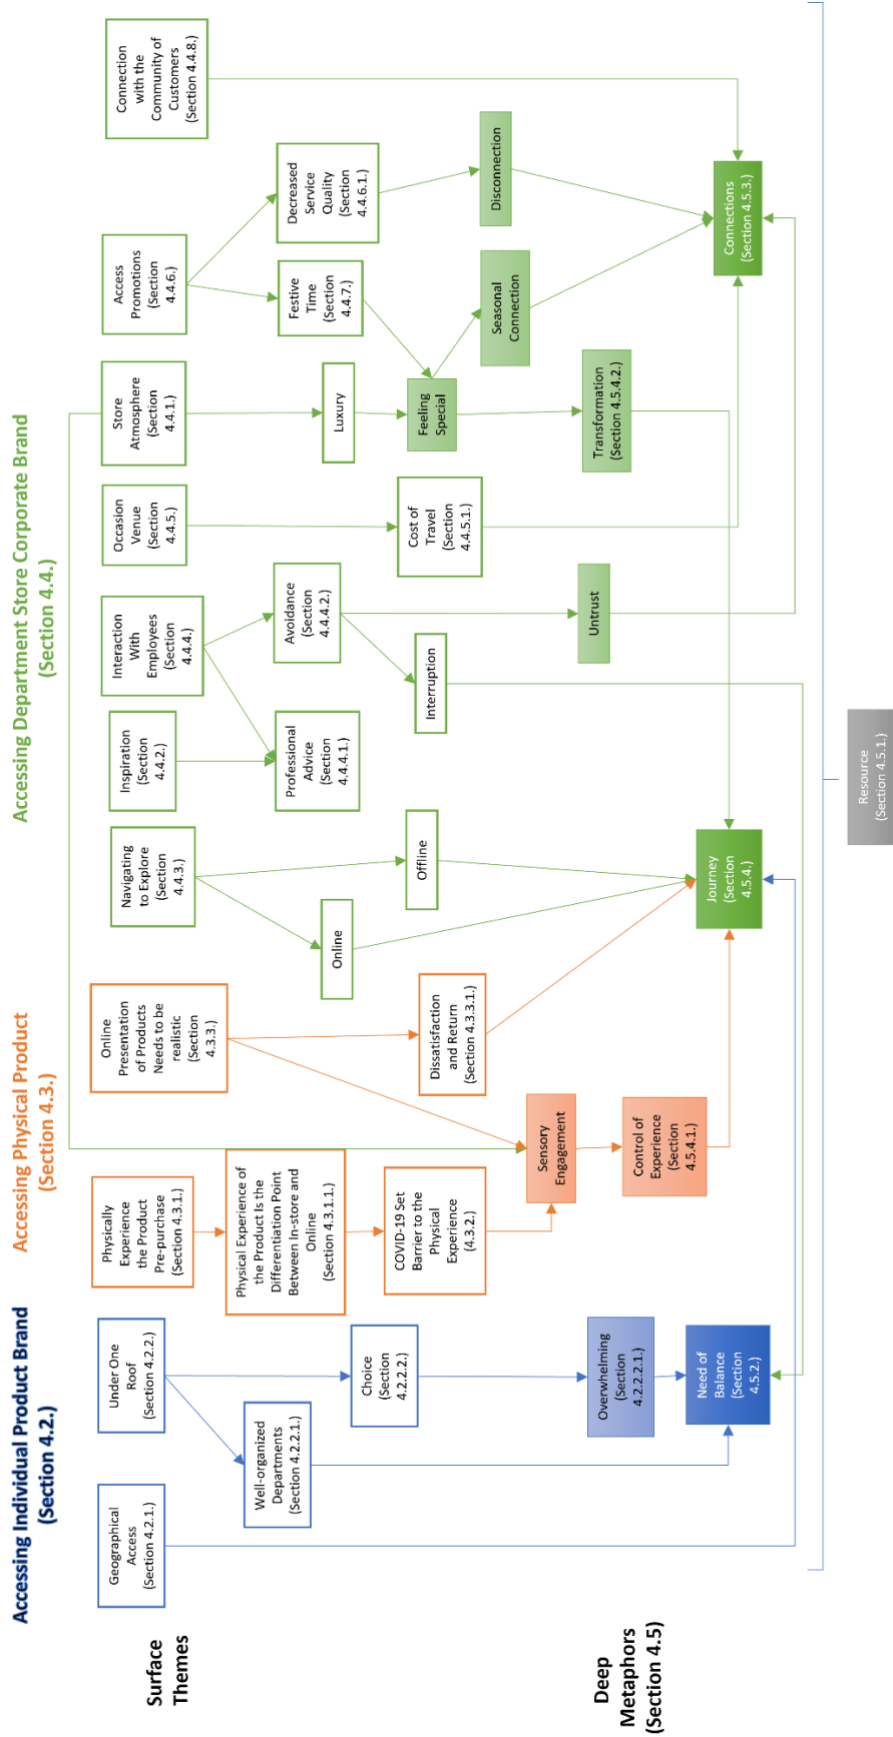 Accessing Individual Product Brand
(Section 4.2.)
Accessing Physical Product
(Section 4.3.)
Accessing Department Store Corporate Brand
(Section 4.4.)
Surface
Themes
Geographical
Access
(Section 4.2.1.)
Under One
Roof
(Section 4.2.2.)
Physically
Experience
the Product
Pre-purchase
(Section 4.3.1.)
Online
Presentation
of Products
Needs to be
realistic
(Section
4.3.3.)
Navigating
to Explore
(Section
4.4.3.)
Inspiration
(Section
4.4.2.)
Interaction
With
Employees
(Section
4.4.4.)
Occasion
Venue
(Section
4.4.5.)
Store
Atmosphere
(Section
4.4.1.)
Access
Promotions
(Section
4.4.6.)
Connection
with the
Community of
Customers
(Section 4.4.8.)
Well-organized
Departments
(Section 4.2.2.1.)
Physical Experience of
the Product Is the
Differentiation Point
Between In-store and
Online
(Section 4.3.1.1.)
Online
Professional
Advice
(Section
4.4.4.1.)
Avoidance
(Section
4.4.4.2.)
Luxury
Festive
Time
(Section
4.4.7.)
Decreased
Service
Quality
(Section
4.4.6.1.)
Choice
(Section
4.2.2.2.)
COVID-19 Set
Barrier to the
Physical
Experience
(4.3.2.)
Dissatisfaction
and Return
(Section 4.3.3.1.)
Offline
Interruption
Cost of
Travel
(Section
4.4.5.1.)
Feeling
Special
Seasonal
Connection
Disconnection
Deep
Metaphors
(Section 4.5)
Overwhelming
(Section
4.2.2.2.1.)
Sensory
Engagement
Control of
Experience
(Section
4.5.4.1.)
Untrust
Transformation
(Section 4.5.4.2.)
Need of
Balance
(Section
4.5.2.)
Journey
(Section
4.5.4.)
Connections
(Section 4.5.3.)
Resource
(Section 4.5.1.)